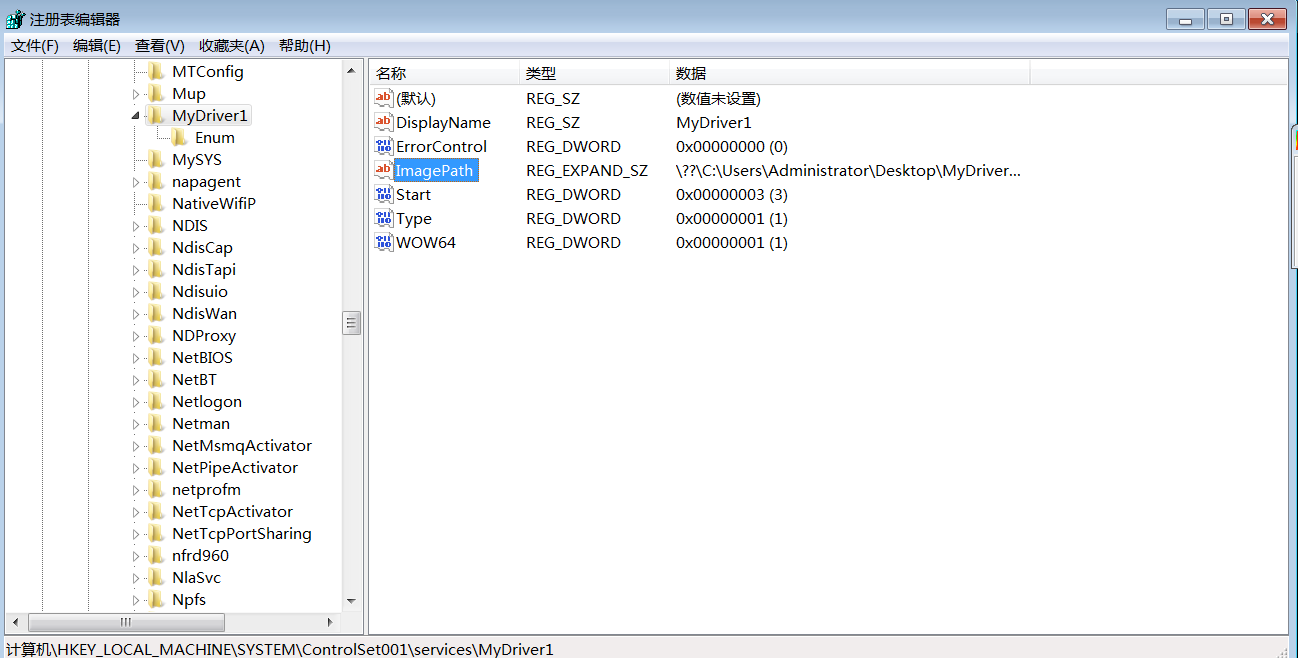 注册表编辑器
文件(F) 编辑(E) 查看(V) 收藏夹(A) 帮助(H)
MTConfig
Mup
MyDriver1
Enum
MySYS
napagent
NativeWifiP
NDIS
NdisCap
NdisTapi
Ndisuio
NdisWan
NDProxy
NetBIOS
NetBT
Netlogon
Netman
NetMsmqActivator
NetPipeActivator
netprofm
NetTcpActivator
NetTcpPortSharing
nfrd960
NlaSvc
Npfs
名称 类型 数据
(默认) REG_SZ (数值未设置)
DisplayName REG_SZ MyDriver1
ErrorControl REG_DWORD 0x00000000 (0)
ImagePath REG_EXPAND_SZ \??\C:\Users\Administrator\Desktop\MyDriver...
Start REG_DWORD 0x00000003 (3)
Type REG_DWORD 0x00000001 (1)
WOW64 REG_DWORD 0x00000001 (1)
计算机\HKEY_LOCAL_MACHINE\SYSTEM\ControlSet001\services\MyDriver1